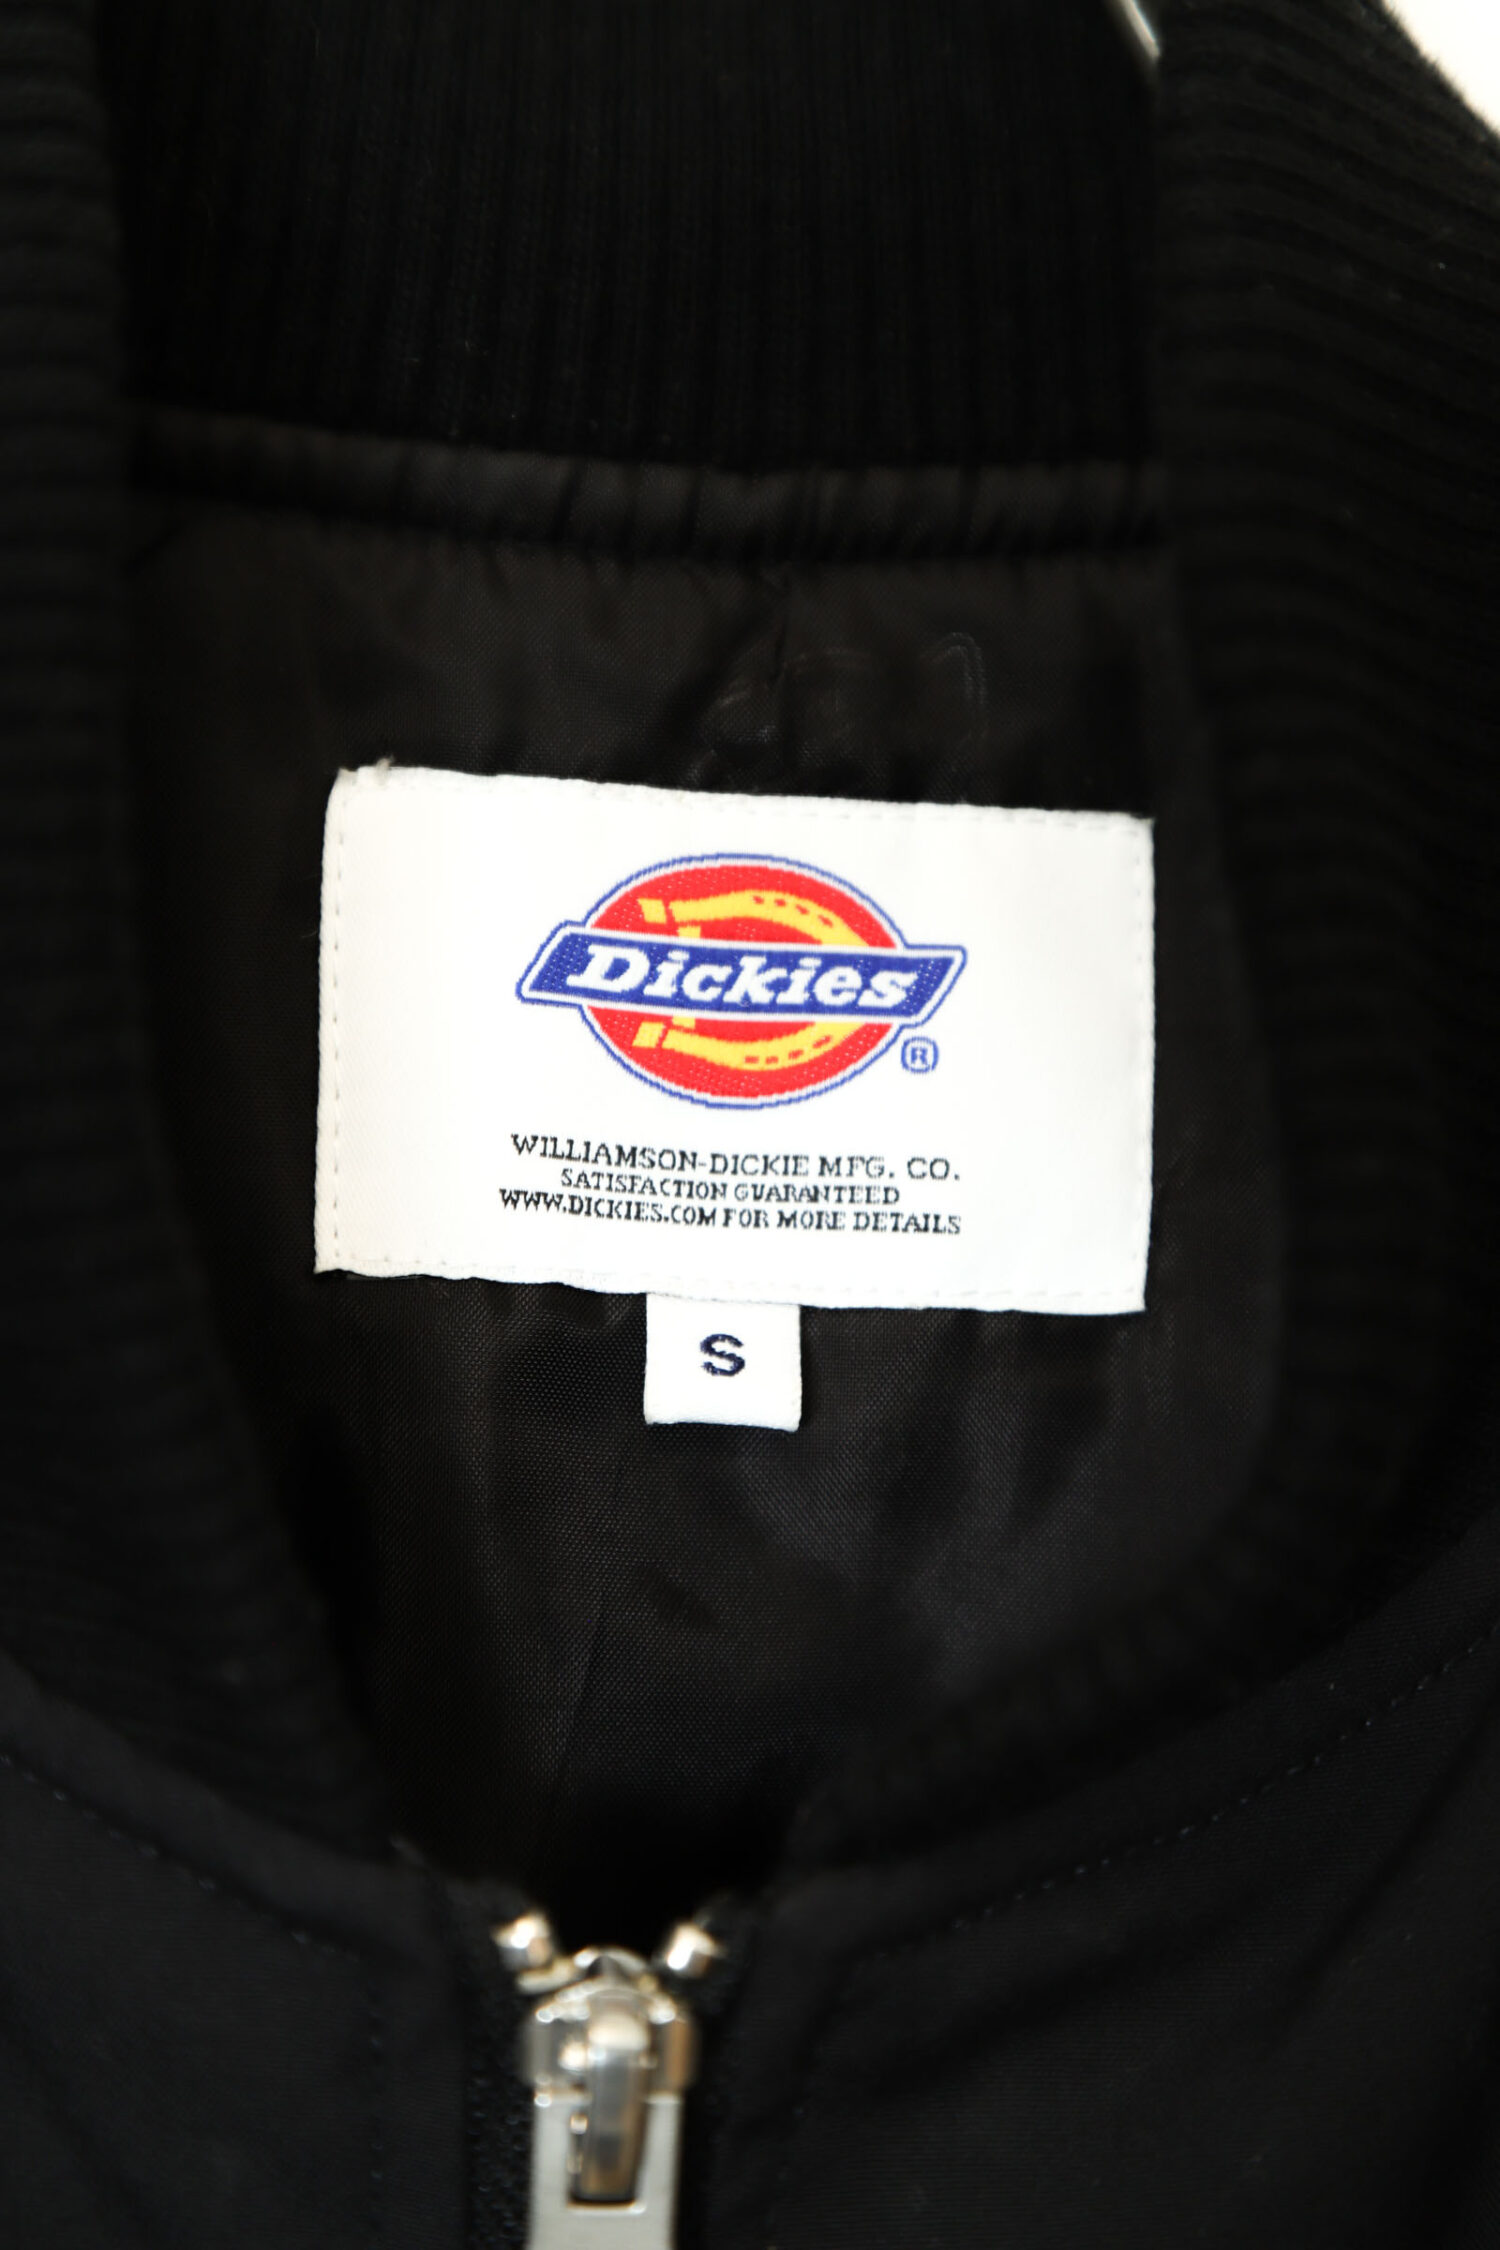 Dickies
®
WILLIAMSON-DICKIE MFG. CO.
SATISFACTION GUARANTEED
WWW.DICKIES.COM FOR MORE DETAILS
S